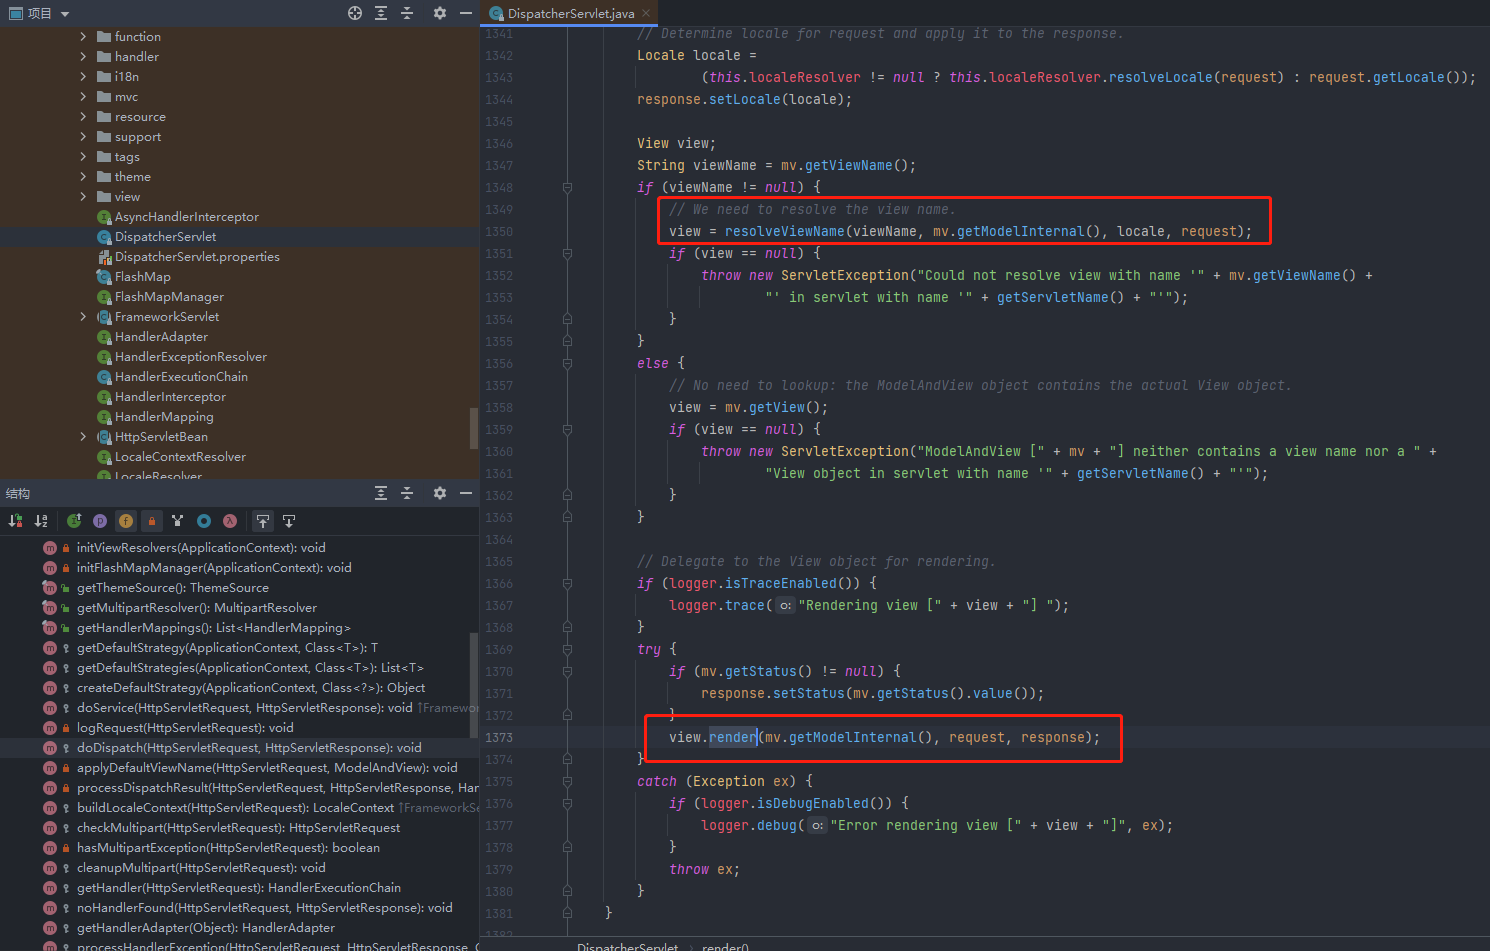 项目
function
handler
i18n
mvc
resource
support
tags
theme
view
AsyncHandlerInterceptor
DispatcherServlet
DispatcherServlet.properties
FlashMap
FlashMapManager
FrameworkServlet
HandlerAdapter
HandlerExceptionResolver
HandlerExecutionChain
HandlerInterceptor
HandlerMapping
HttpServletBean
LocaleContextResolver
LocaleResolver
结构
initViewResolvers(ApplicationContext): void
initFlashMapManager(ApplicationContext): void
getThemeSource(): ThemeSource
getMultipartResolver(): MultipartResolver
getHandlerMappings(): List<HandlerMapping>
getDefaultStrategy(ApplicationContext, Class<T>): T
getDefaultStrategies(ApplicationContext, Class<T>): List<T>
createDefaultStrategy(ApplicationContext, Class<?>): Object
doService(HttpServletRequest, HttpServletResponse): void ↑Framewo
logRequest(HttpServletRequest): void
doDispatch(HttpServletRequest, HttpServletResponse): void
applyDefaultViewName(HttpServletRequest, ModelAndView): void
processDispatchResult(HttpServletRequest, HttpServletResponse, Han
buildLocaleContext(HttpServletRequest): LocaleContext ↑FrameworkSe
checkMultipart(HttpServletRequest): HttpServletRequest
hasMultipartException(HttpServletRequest): boolean
cleanupMultipart(HttpServletRequest): void
getHandler(HttpServletRequest): HandlerExecutionChain
noHandlerFound(HttpServletRequest, HttpServletResponse): void
getHandlerAdapter(Object): HandlerAdapter
processHandlerException(HttpServletRequest, HttpServletResponse, O
DispatcherServlet.java
1341 // Determine locale for request and apply it to the response.
1342 Locale locale =
1343 (this.localeResolver != null ? this.localeResolver.resolveLocale(request) : request.getLocale());
1344 response.setLocale(locale);
1345
1346 View view;
1347 String viewName = mv.getViewName();
1348 if (viewName != null) {
1349 // We need to resolve the view name.
1350 view = resolveViewName(viewName, mv.getModelInternal(), locale, request);
1351 if (view == null) {
1352 throw new ServletException("Could not resolve view with name '" + mv.getViewName() +
1353 "' in servlet with name '" + getServletName() + "'");
1354 }
1355 }
1356 else {
1357 // No need to lookup: the ModelAndView object contains the actual View object.
1358 view = mv.getView();
1359 if (view == null) {
1360 throw new ServletException("ModelAndView [" + mv + "] neither contains a view name nor a " +
1361 "View object in servlet with name '" + getServletName() + "'");
1362 }
1363 }
1364
1365 // Delegate to the View object for rendering.
1366 if (logger.isTraceEnabled()) {
1367 logger.trace( o: "Rendering view [" + view + "] ");
1368 }
1369 try {
1370 if (mv.getStatus() != null) {
1371 response.setStatus(mv.getStatus().value());
1372 }
1373 view.render(mv.getModelInternal(), request, response);
1374 }
1375 catch (Exception ex) {
1376 if (logger.isDebugEnabled()) {
1377 logger.debug( o: "Error rendering view [" + view + "]", ex);
1378 }
1379 throw ex;
1380 }
1381 }
1382
DispatcherServlet › render()